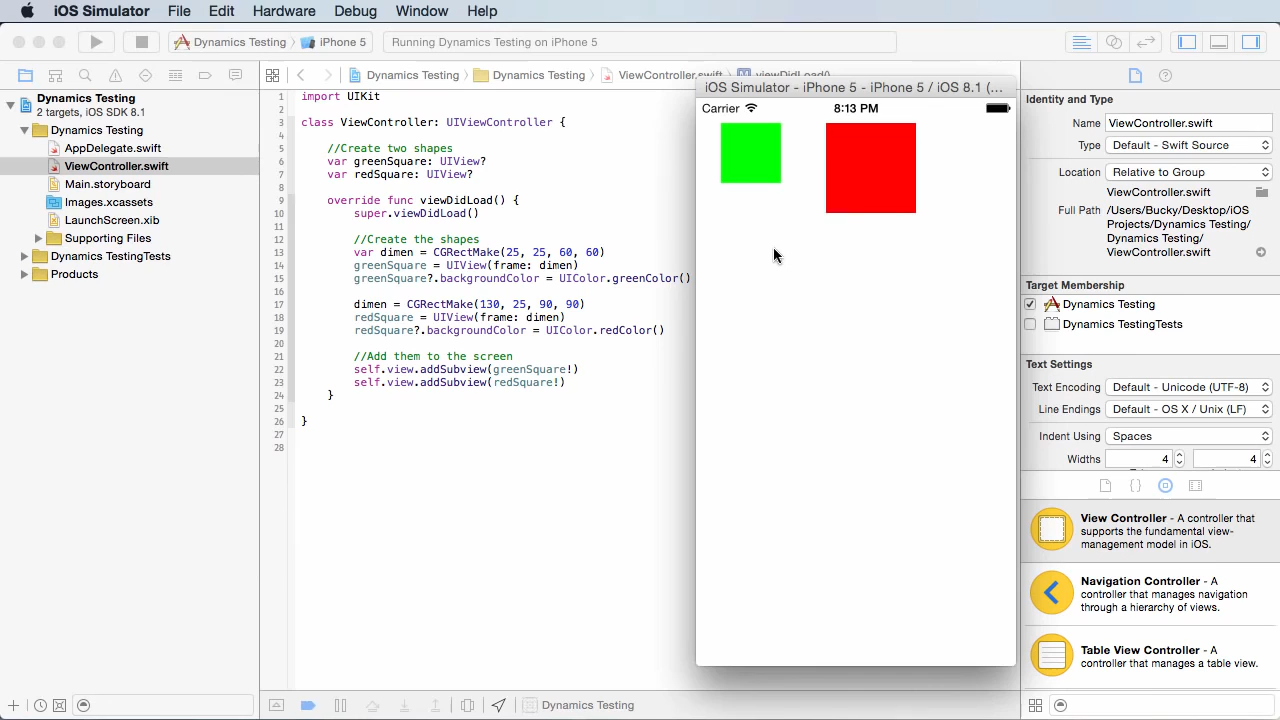 iOS Simulator File Edit Hardware Debug Window Help
Dynamics Testing iPhone 5 Running Dynamics Testing on iPhone 5
Dynamics Testing Dynamics Testing ViewController.swift viewDidLoad()
Dynamics Testing
2 targets, iOS SDK 8.1
Dynamics Testing
AppDelegate.swift
ViewController.swift
Main.storyboard
Images.xcassets
LaunchScreen.xib
Supporting Files
Dynamics TestingTests
Products
1 import UIKit
2
3 class ViewController: UIViewController {
4
5 //Create two shapes
6 var greenSquare: UIView?
7 var redSquare: UIView?
8
9 override func viewDidLoad() {
10 super.viewDidLoad()
11
12 //Create the shapes
13 var dimen = CGRectMake(25, 25, 60, 60)
14 greenSquare = UIView(frame: dimen)
15 greenSquare?.backgroundColor = UIColor.greenColor()
16
17 dimen = CGRectMake(130, 25, 90, 90)
18 redSquare = UIView(frame: dimen)
19 redSquare?.backgroundColor = UIColor.redColor()
20
21 //Add them to the screen
22 self.view.addSubview(greenSquare!)
23 self.view.addSubview(redSquare!)
24 }
25
26 }
27
28
iOS Simulator - iPhone 5 - iPhone 5 / iOS 8.1 (...
Carrier 8:13 PM
Identity and Type
Name ViewController.swift
Type Default - Swift Source
Location Relative to Group
ViewController.swift
Full Path /Users/Bucky/Desktop/iOS
Projects/Dynamics Testing/
Dynamics Testing/
ViewController.swift
Target Membership
Dynamics Testing
Dynamics TestingTests
Text Settings
Text Encoding Default - Unicode (UTF-8)
Line Endings Default - OS X / Unix (LF)
Indent Using Spaces
Widths 4 4
View Controller - A controller that
supports the fundamental view-
management model in iOS.
Navigation Controller - A
controller that manages navigation
through a hierarchy of views.
Table View Controller - A
controller that manages a table view.
Dynamics Testing